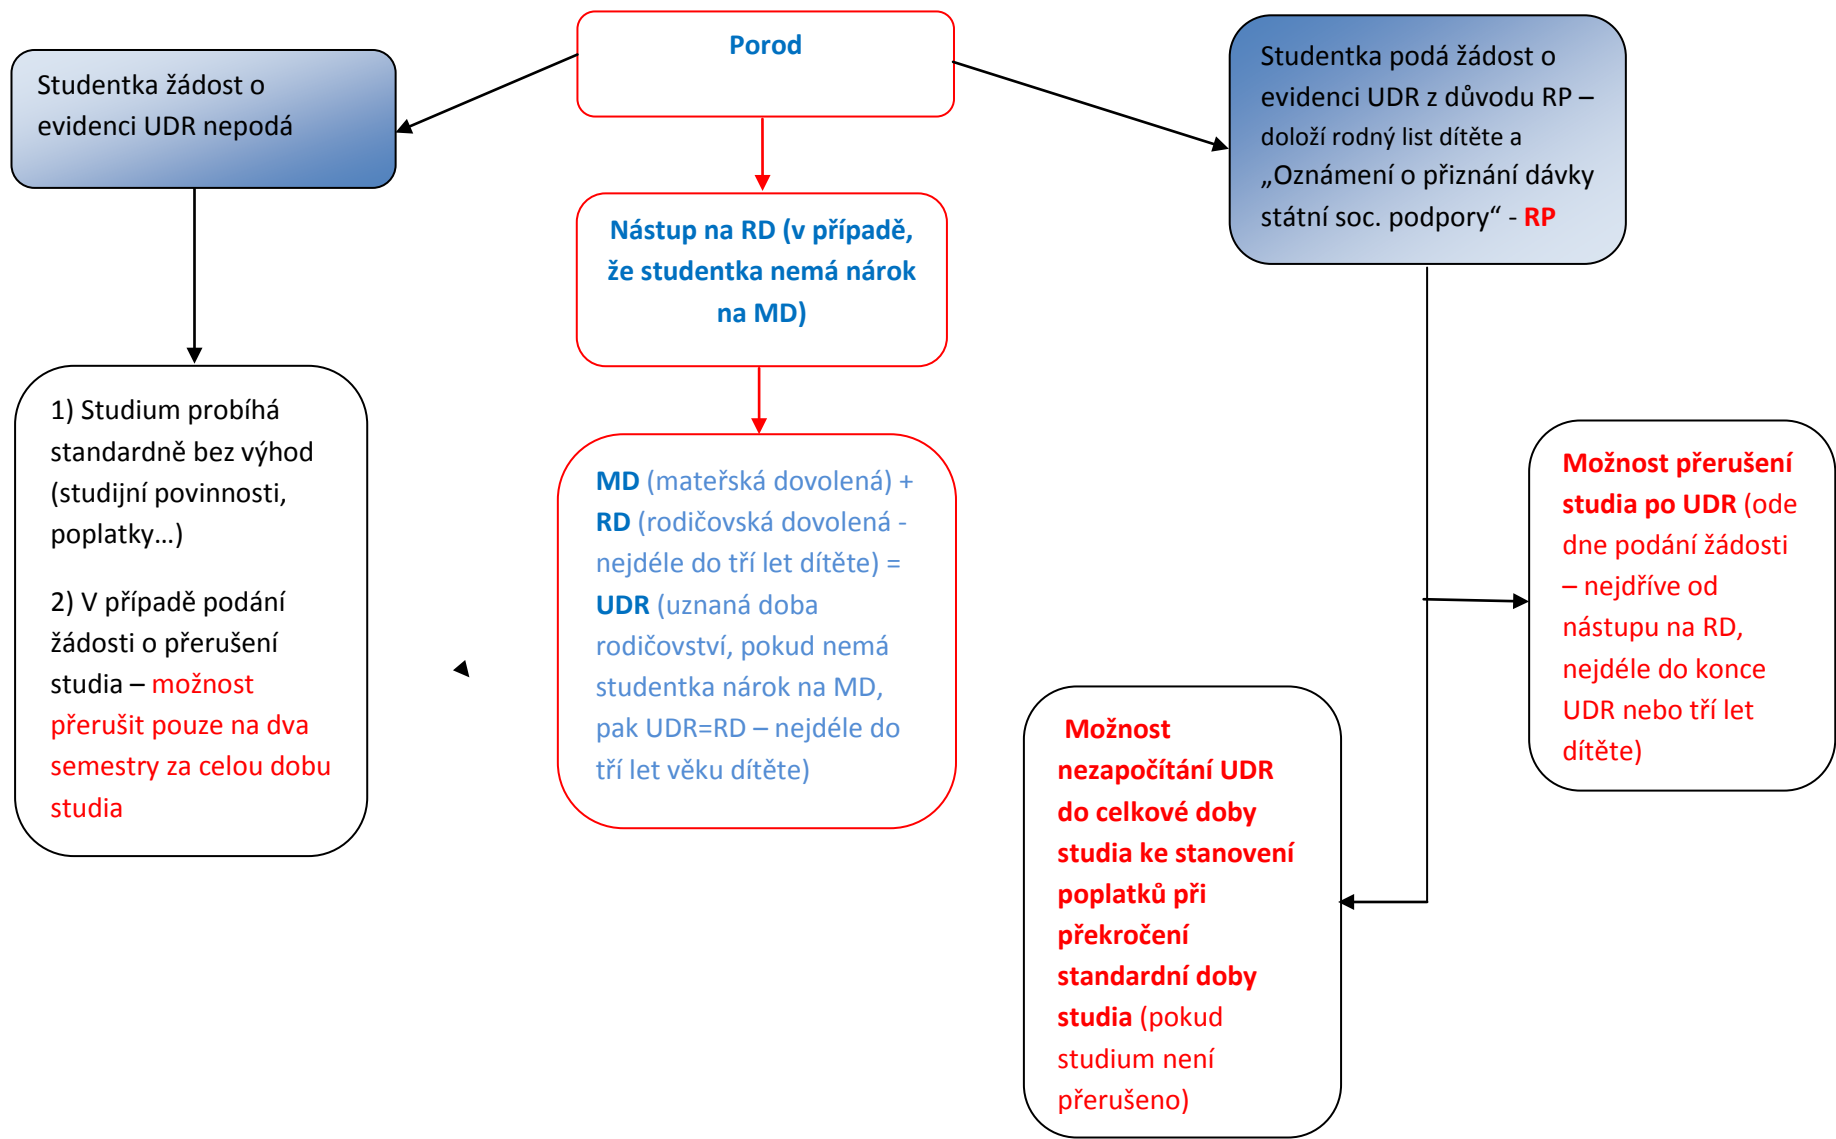 Porod
Studentka žádost o
evidenci UDR nepodá
Studentka podá žádost o
evidenci UDR z důvodu RP –
doloží rodný list dítěte a
„Oznámení o přiznání dávky
státní soc. podpory“ - RP
Nástup na RD (v případě,
že studentka nemá nárok
na MD)
1) Studium probíhá
standardně bez výhod
(studijní povinnosti,
poplatky…)
2) V případě podání
žádosti o přerušení
studia – možnost
přerušit pouze na dva
semestry za celou dobu
studia
MD (mateřská dovolená) +
RD (rodičovská dovolená -
nejdéle do tří let dítěte) =
UDR (uznaná doba
rodičovství, pokud nemá
studentka nárok na MD,
pak UDR=RD – nejdéle do
tří let věku dítěte)
Možnost přerušení
studia po UDR (ode
dne podání žádosti
– nejdříve od
nástupu na RD,
nejdéle do konce
UDR nebo tří let
dítěte)
Možnost
nezapočítání UDR
do celkové doby
studia ke stanovení
poplatků při
překročení
standardní doby
studia (pokud
studium není
přerušeno)